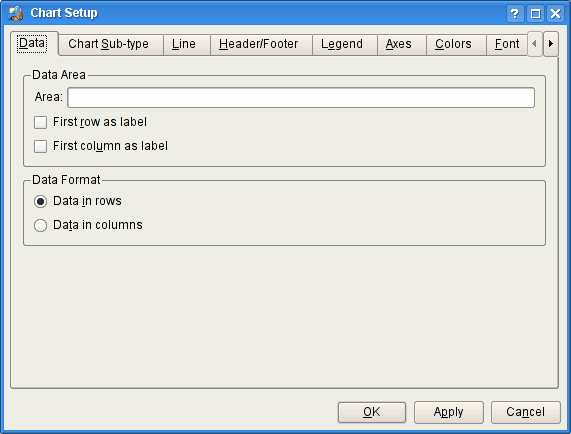 Chart Setup
Data Chart Sub-type Line Header/Footer Legend Axes Colors Font
Data Area
Area:
First row as label
First column as label
Data Format
Data in rows
Data in columns
OK Apply Cancel